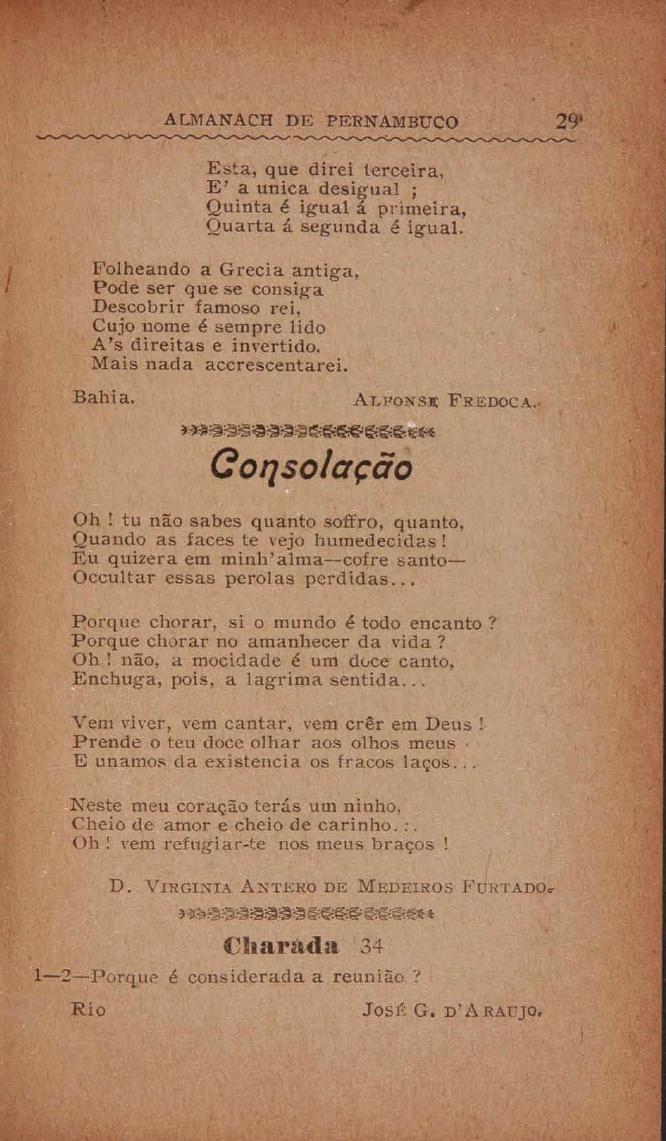 ALMANACH DE PERNAMBUCO 29
Esta, que direi terceira,
E' a unica desigual ;
Quinta é igual á primeira,
Quarta á segunda é igual.
Folheando a Grecia antiga,
Pode ser que se consiga
Descobrir famoso rei,
Cujo nome é sempre lido
A's direitas e invertido.
Mais nada accrescentarei.
Bahia. ALFONSE FREDOCA.
Consolação
Oh ! tu não sabes quanto soffro, quanto,
Quando as faces te vejo humedecidas !
Eu quizera em minh'alma—cofre santo—
Occultar essas perolas perdidas...
Porque chorar, si o mundo é todo encanto ?
Porque chorar no amanhecer da vida ?
Oh ! não, a mocidade é um doce canto,
Enchuga, pois, a lagrima sentida...
Vem viver, vem cantar, vem crêr em Deus !
Prende o teu doce olhar aos olhos meus
E unamos da existencia os fracos laços...
Neste meu coração terás um ninho,
Cheio de amor e cheio de carinho...
Oh ! vem refugiar-te nos meus braços !
D. VIRGINIA ANTERO DE MEDEIROS FURTADO.
Charada 34
1—2—Porque é considerada a reunião ?
Rio JOSÉ G. D'ARAUJO.